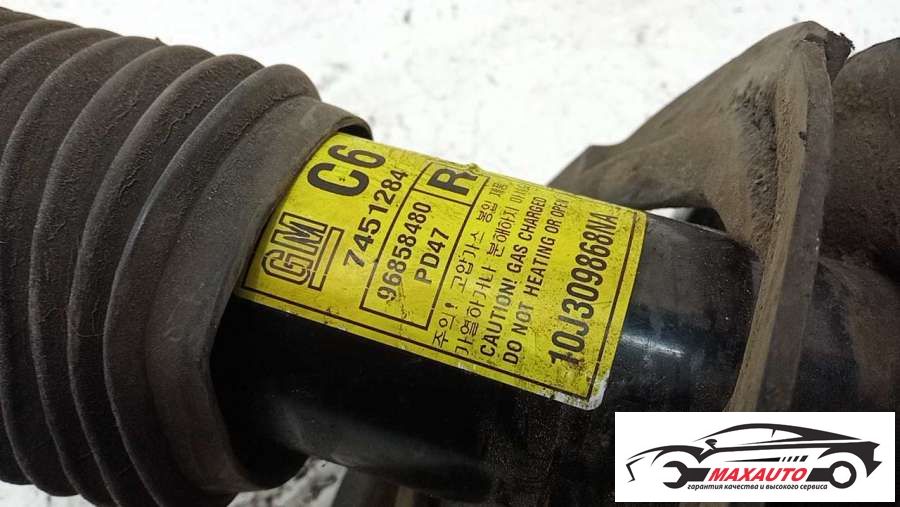 GM C6
7451284
96858480
PD47
R
주의! 고압가스 봉입 제품
가열하거나 분해하지 마시오
CAUTION! GAS CHARGED
DO NOT HEATING OR OPEN
10J309868NA
MAXAUTO
гарантия качества и высокого сервиса